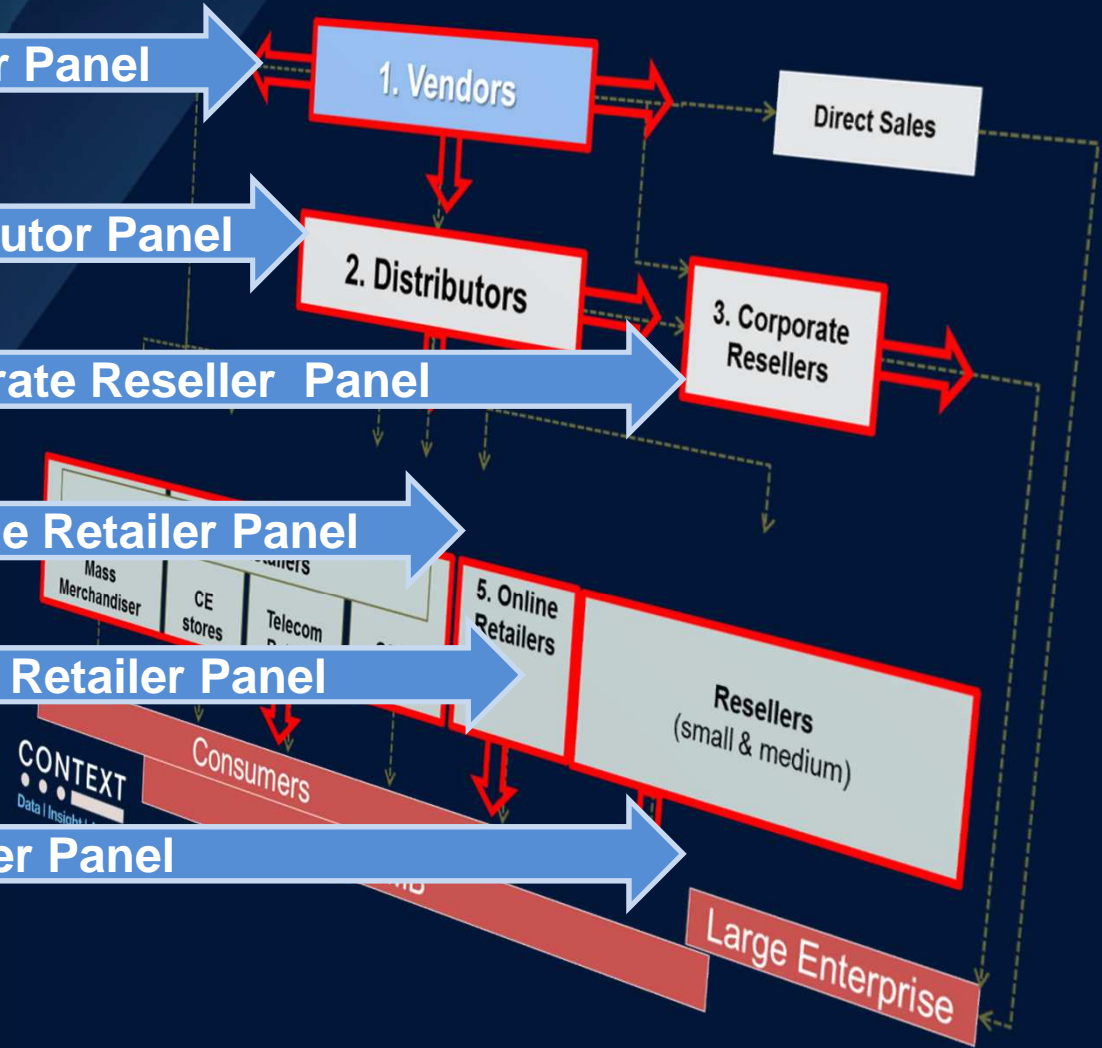 r Panel
1. Vendors
Direct Sales
utor Panel
2. Distributors
3. Corporate
Resellers
rate Reseller Panel
e Retailer Panel
Mass
Merchandiser
CE
stores
Telecom
5. Online
Retailers
Retailer Panel
Resellers
(small & medium)
Consumers
CONTEXT
Data | Insight |
er Panel
Large Enterprise